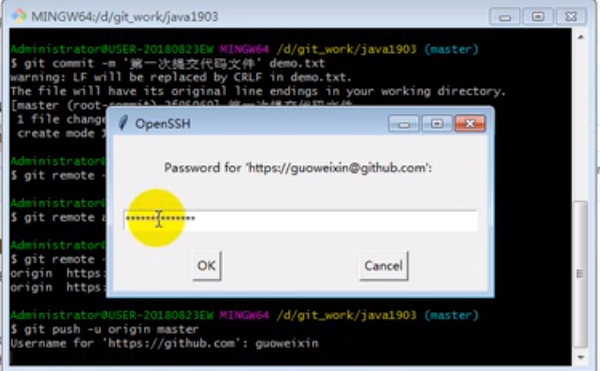 MINGW64:/d/git_work/java1903
Administrator@USER-20180823EW MINGW64 /d/git_work/java1903 (master)
$ git commit -m '第一次提交代码文件' demo.txt
warning: LF will be replaced by CRLF in demo.txt.
The file will have its original line endings in your working directory.
[master (root-commit)
1 file change
create mode
Administrator
$ git remote -
Administrator
$ git remote a
Administrator
$ git remote -
origin https:
origin https:
OpenSSH
Password for 'https://guoweixin@github.com':
OK
Cancel
Administrator@USER-20180823EW MINGW64 /d/git_work/java1903 (master)
$ git push -u origin master
Username for 'https://github.com': guoweixin